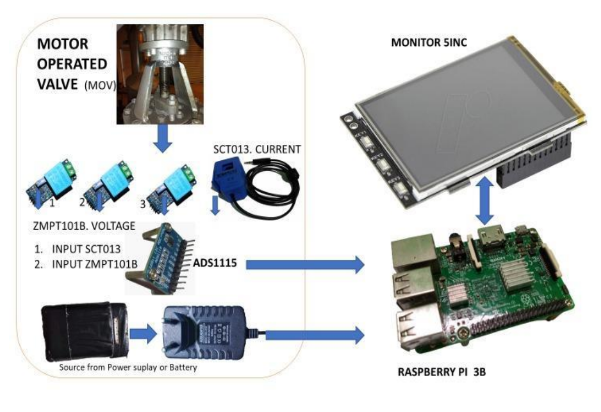 MOTOR
OPERATED
VALVE (MOV)
MONITOR 5INC
SCT013. CURRENT
1
2
3
ZMPT101B. VOLTAGE
1. INPUT SCT013
2. INPUT ZMPT101B
ADS1115
Source from Power suplay or Battery
RASPBERRY PI 3B